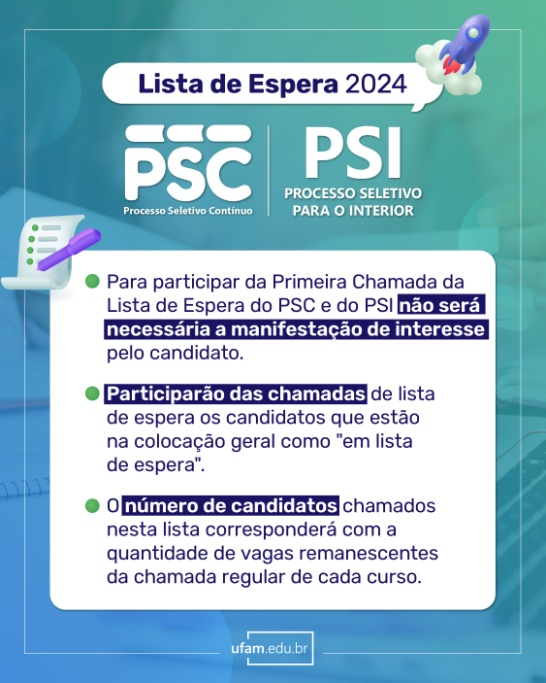 Lista de Espera 2024
PSC
Processo Seletivo Contínuo
PSI
PROCESSO SELETIVO
PARA O INTERIOR
Para participar da Primeira Chamada da
Lista de Espera do PSC e do PSI não será
necessária a manifestação de interesse
pelo candidato.
Participarão das chamadas de lista
de espera os candidatos que estão
na colocação geral como "em lista
de espera".
O número de candidatos chamados
nesta lista corresponderá com a
quantidade de vagas remanescentes
da chamada regular de cada curso.
ufam.edu.br